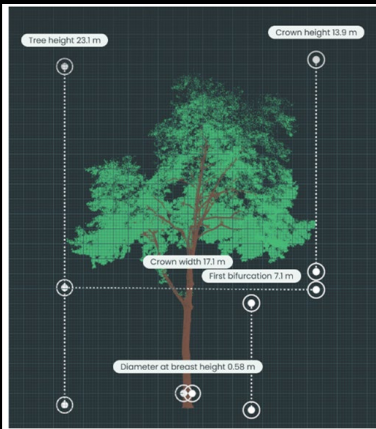 Crown height 13.9 m
Tree height 23.1 m
Crown width 17.1 m
First bifurcation 7.1 m
Diameter at breast height 0.58 m